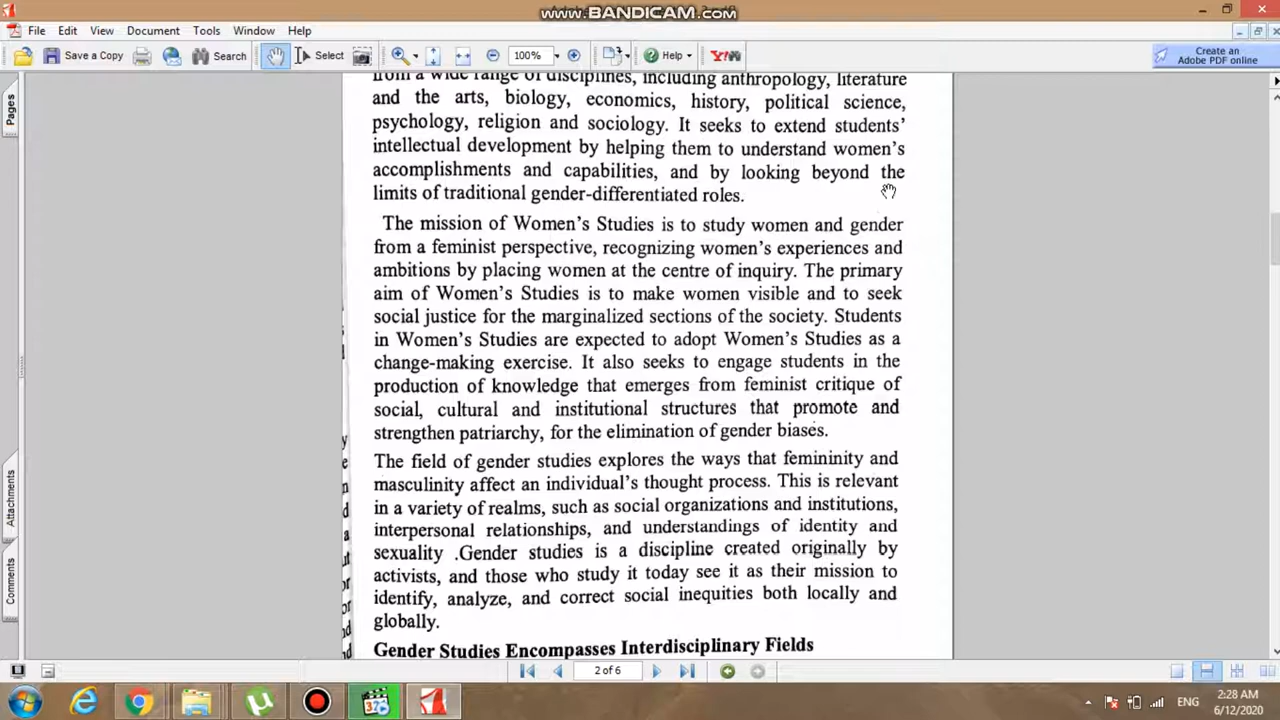 www.BANDICAM.com
File Edit View Document Tools Window Help
Save a Copy Search Select 100% Help Y! Create an
Adobe PDF online
Pages
from a wide range of disciplines, including anthropology, literature
and the arts, biology, economics, history, political science,
psychology, religion and sociology. It seeks to extend students'
intellectual development by helping them to understand women's
accomplishments and capabilities, and by looking beyond the
limits of traditional gender-differentiated roles.
The mission of Women's Studies is to study women and gender
from a feminist perspective, recognizing women's experiences and
ambitions by placing women at the centre of inquiry. The primary
aim of Women's Studies is to make women visible and to seek
social justice for the marginalized sections of the society. Students
in Women's Studies are expected to adopt Women's Studies as a
change-making exercise. It also seeks to engage students in the
production of knowledge that emerges from feminist critique of
social, cultural and institutional structures that promote and
strengthen patriarchy, for the elimination of gender biases.
The field of gender studies explores the ways that femininity and
masculinity affect an individual's thought process. This is relevant
in a variety of realms, such as social organizations and institutions,
interpersonal relationships, and understandings of identity and
sexuality .Gender studies is a discipline created originally by
activists, and those who study it today see it as their mission to
identify, analyze, and correct social inequities both locally and
globally.
Gender Studies Encompasses Interdisciplinary Fields
Attachments
Comments
2 of 6
321
ENG
2:28 AM
6/12/2020